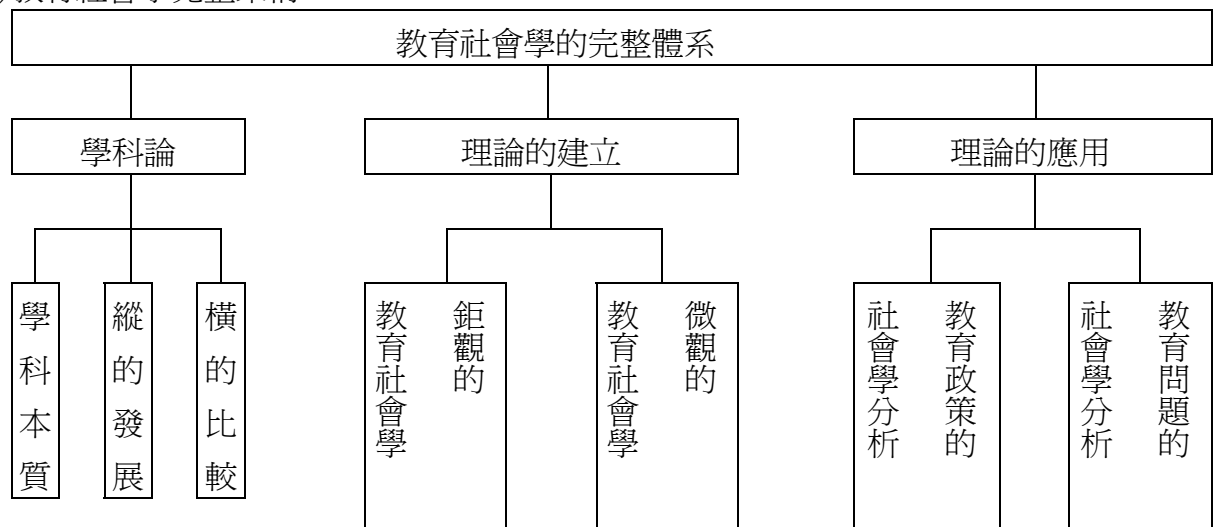 教育社會學的完整體系
學科論
理論的建立
理論的應用
學科本質
縱的發展
橫的比較
鉅觀的
教育社會學
微觀的
教育社會學
教育政策的
社會學分析
教育問題的
社會學分析